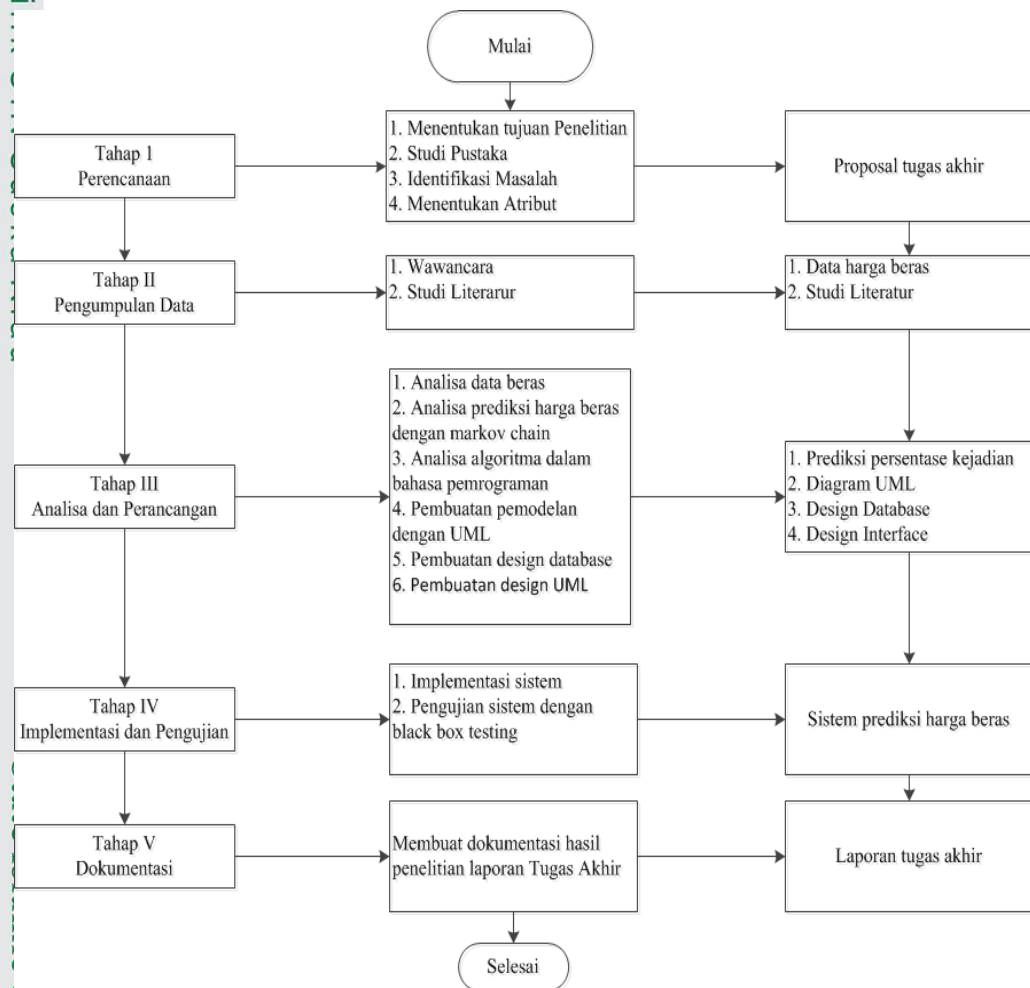 Mulai
Tahap 1
Perencanaan
1. Menentukan tujuan Penelitian
2. Studi Pustaka
3. Identifikasi Masalah
4. Menentukan Atribut
Proposal tugas akhir
Tahap II
Pengumpulan Data
1. Wawancara
2. Studi Literarur
1. Data harga beras
2. Studi Literatur
Tahap III
Analisa dan Perancangan
1. Analisa data beras
2. Analisa prediksi harga beras
dengan markov chain
3. Analisa algoritma dalam
bahasa pemrograman
4. Pembuatan pemodelan
dengan UML
5. Pembuatan design database
6. Pembuatan design UML
1. Prediksi persentase kejadian
2. Diagram UML
3. Design Database
4. Design Interface
Tahap IV
Implementasi dan Pengujian
1. Implementasi sistem
2. Pengujian sistem dengan
black box testing
Sistem prediksi harga beras
Tahap V
Dokumentasi
Membuat dokumentasi hasil
penelitian laporan Tugas Akhir
Laporan tugas akhir
Selesai